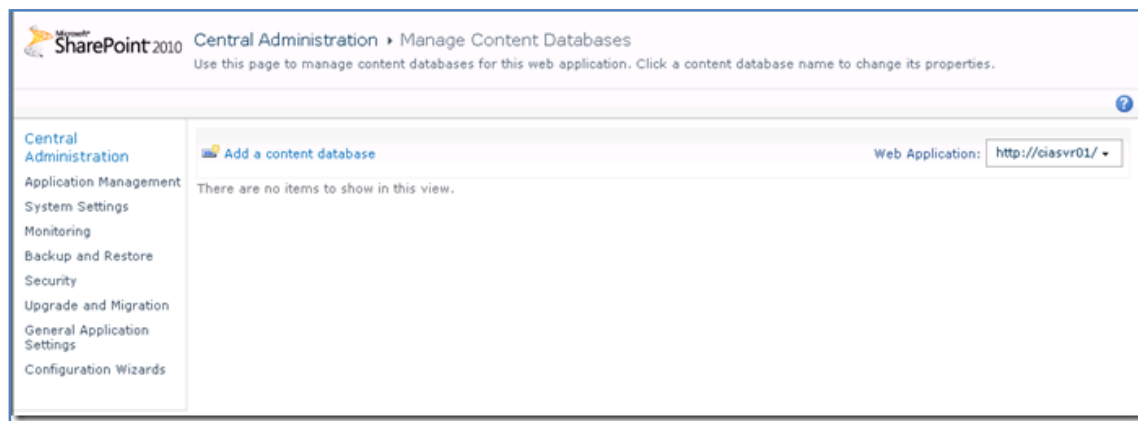 Microsoft
SharePoint 2010
Central Administration ▸ Manage Content Databases
Use this page to manage content databases for this web application. Click a content database name to change its properties.
Central
Administration
Application Management
System Settings
Monitoring
Backup and Restore
Security
Upgrade and Migration
General Application
Settings
Configuration Wizards
Add a content database
Web Application: http://ciasvr01/
There are no items to show in this view.